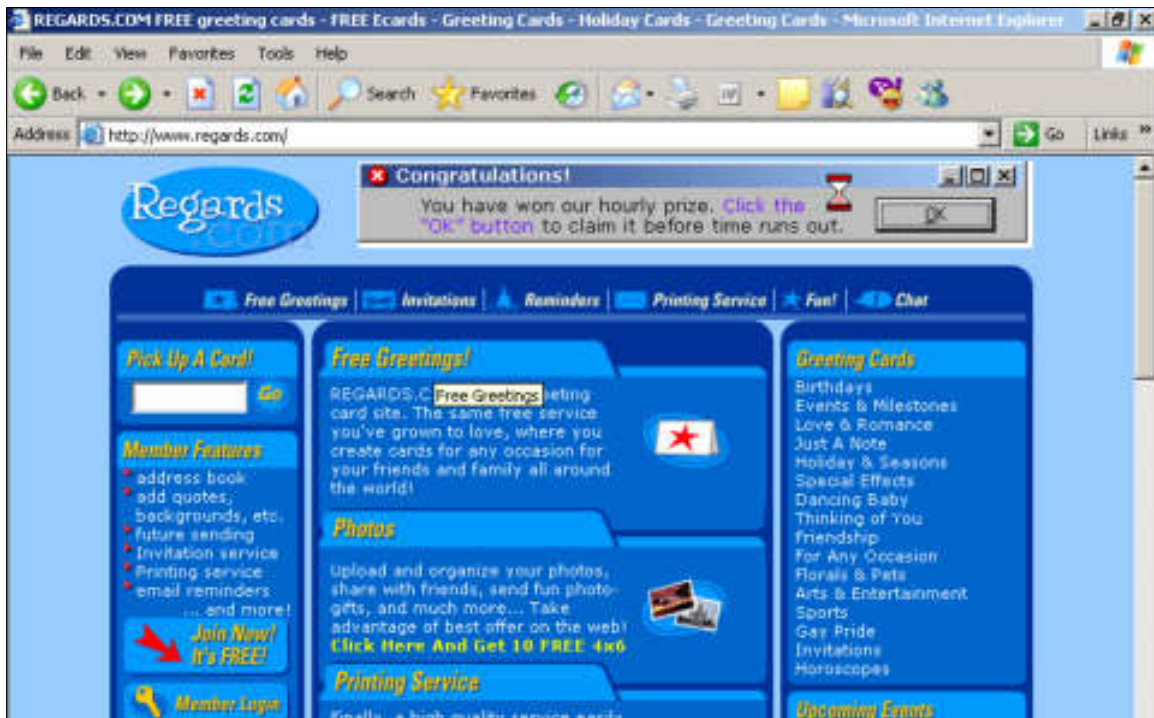 REGARDS.COM FREE greeting cards - FREE Ecards - Greeting Cards - Holiday Cards - Greeting Cards - Microsoft Internet Explorer
File Edit View Favorites Tools Help
Back Search Favorites
Address http://www.regards.com/ Go Links »
Regards
.com
Congratulations!
You have won our hourly prize. Click the
"OK" button to claim it before time runs out.
OK
Free Greetings Invitations Reminders Printing Service Fun! Chat
Pick Up A Card!
Go
Member Features
address book
add quotes,
backgrounds, etc.
future sending
Invitation service
Printing service
email reminders
... and more!
Join Now!
It's FREE!
Member Login
Free Greetings!
REGARDS.C Free Greetings eeting
card site. The same free service
you've grown to love, where you
create cards for any occasion for
your friends and family all around
the world!
Photos
Upload and organize your photos,
share with friends, send fun photo-
gifts, and much more... Take
advantage of best offer on the web!
Click Here And Get 10 FREE 4x6
Printing Service
Finally, a high quality service easily
Greeting Cards
Birthdays
Events & Milestones
Love & Romance
Just A Note
Holiday & Seasons
Special Effects
Dancing Baby
Thinking of You
Friendship
For Any Occasion
Florals & Pets
Arts & Entertainment
Sports
Gay Pride
Invitations
Horoscopes
Upcoming Events